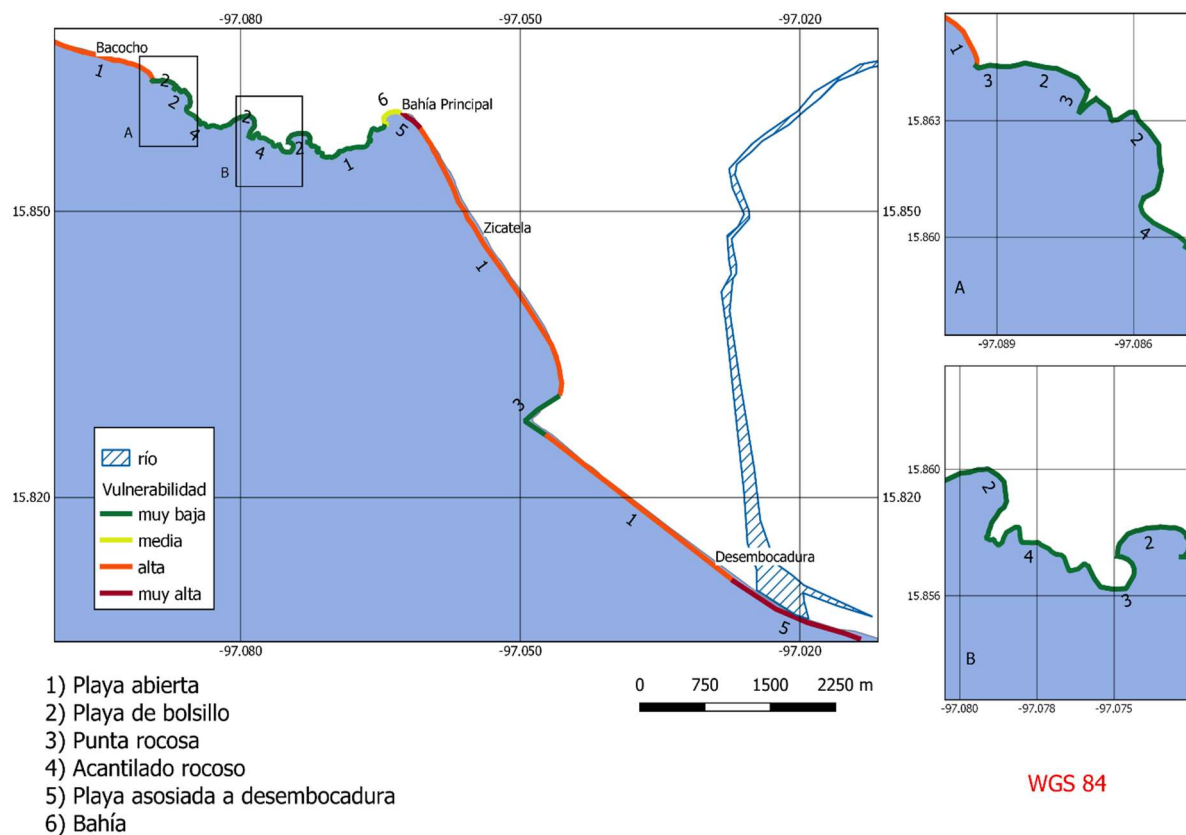 -97.080 -97.050 -97.020
Bacocho
1
2
2
4
A
2
4
2
B
1
6
Bahía Principal
5
15.850
15.850
Zicatela
1
3
15.820
15.820
1
Desembocadura
5
río
Vulnerabilidad
muy baja
media
alta
muy alta
-97.080 -97.050 -97.020
1) Playa abierta
2) Playa de bolsillo
3) Punta rocosa
4) Acantilado rocoso
5) Playa asosiada a desembocadura
6) Bahía
0 750 1500 2250 m
1
3
2
3
2
4
15.863
15.860
A
-97.089 -97.086
2
4
2
3
15.860
15.856
B
-97.080 -97.078 -97.075
WGS 84